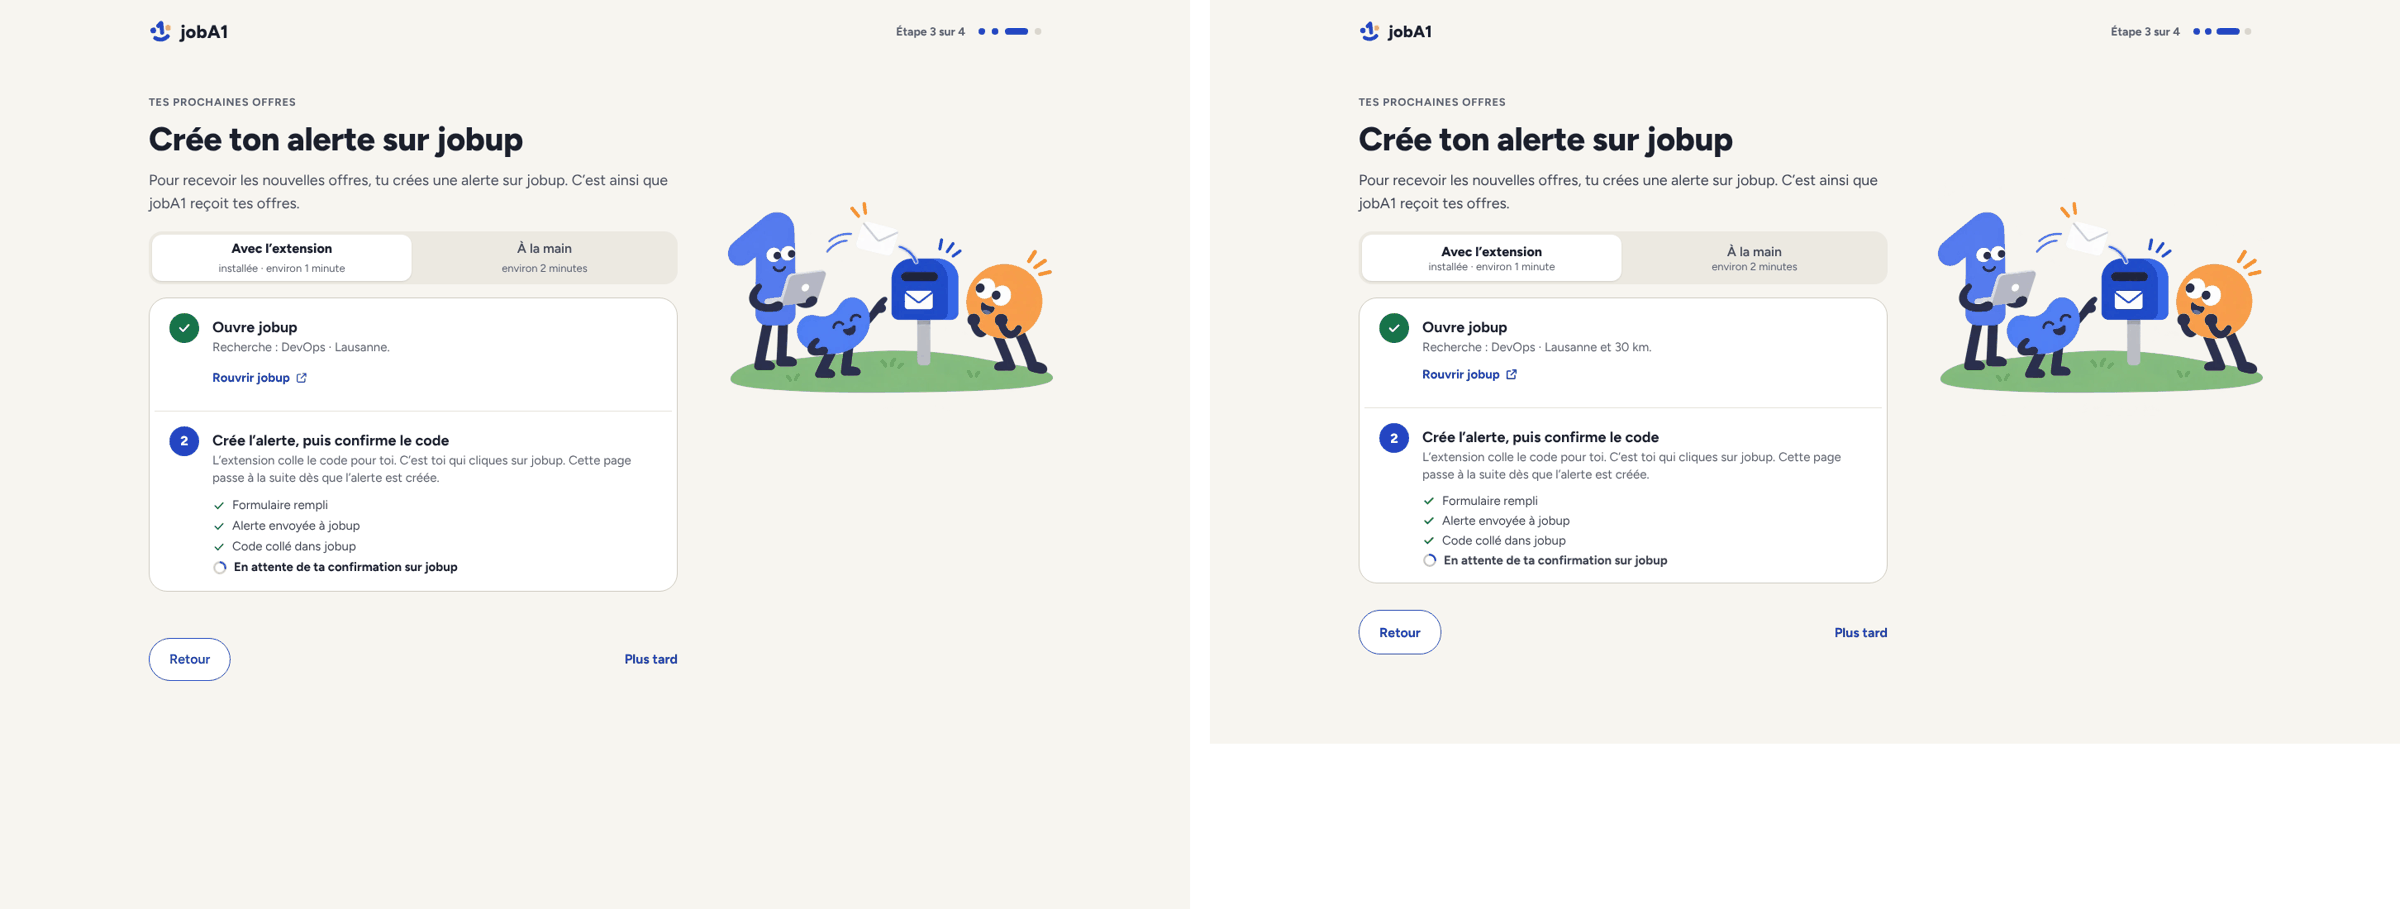 jobA1
Étape 3 sur 4
TES PROCHAINES OFFRES
Crée ton alerte sur jobup
Pour recevoir les nouvelles offres, tu crées une alerte sur jobup. C’est ainsi que
jobA1 reçoit tes offres.
Avec l’extension
installée · environ 1 minute
À la main
environ 2 minutes
Ouvre jobup
Recherche : DevOps · Lausanne.
Rouvrir jobup
2
Crée l’alerte, puis confirme le code
L’extension colle le code pour toi. C’est toi qui cliques sur jobup. Cette page
passe à la suite dès que l’alerte est créée.
Formulaire rempli
Alerte envoyée à jobup
Code collé dans jobup
En attente de ta confirmation sur jobup
Retour
Plus tard
jobA1
Étape 3 sur 4
TES PROCHAINES OFFRES
Crée ton alerte sur jobup
Pour recevoir les nouvelles offres, tu crées une alerte sur jobup. C’est ainsi que
jobA1 reçoit tes offres.
Avec l’extension
installée · environ 1 minute
À la main
environ 2 minutes
Ouvre jobup
Recherche : DevOps · Lausanne et 30 km.
Rouvrir jobup
2
Crée l’alerte, puis confirme le code
L’extension colle le code pour toi. C’est toi qui cliques sur jobup. Cette page
passe à la suite dès que l’alerte est créée.
Formulaire rempli
Alerte envoyée à jobup
Code collé dans jobup
En attente de ta confirmation sur jobup
Retour
Plus tard